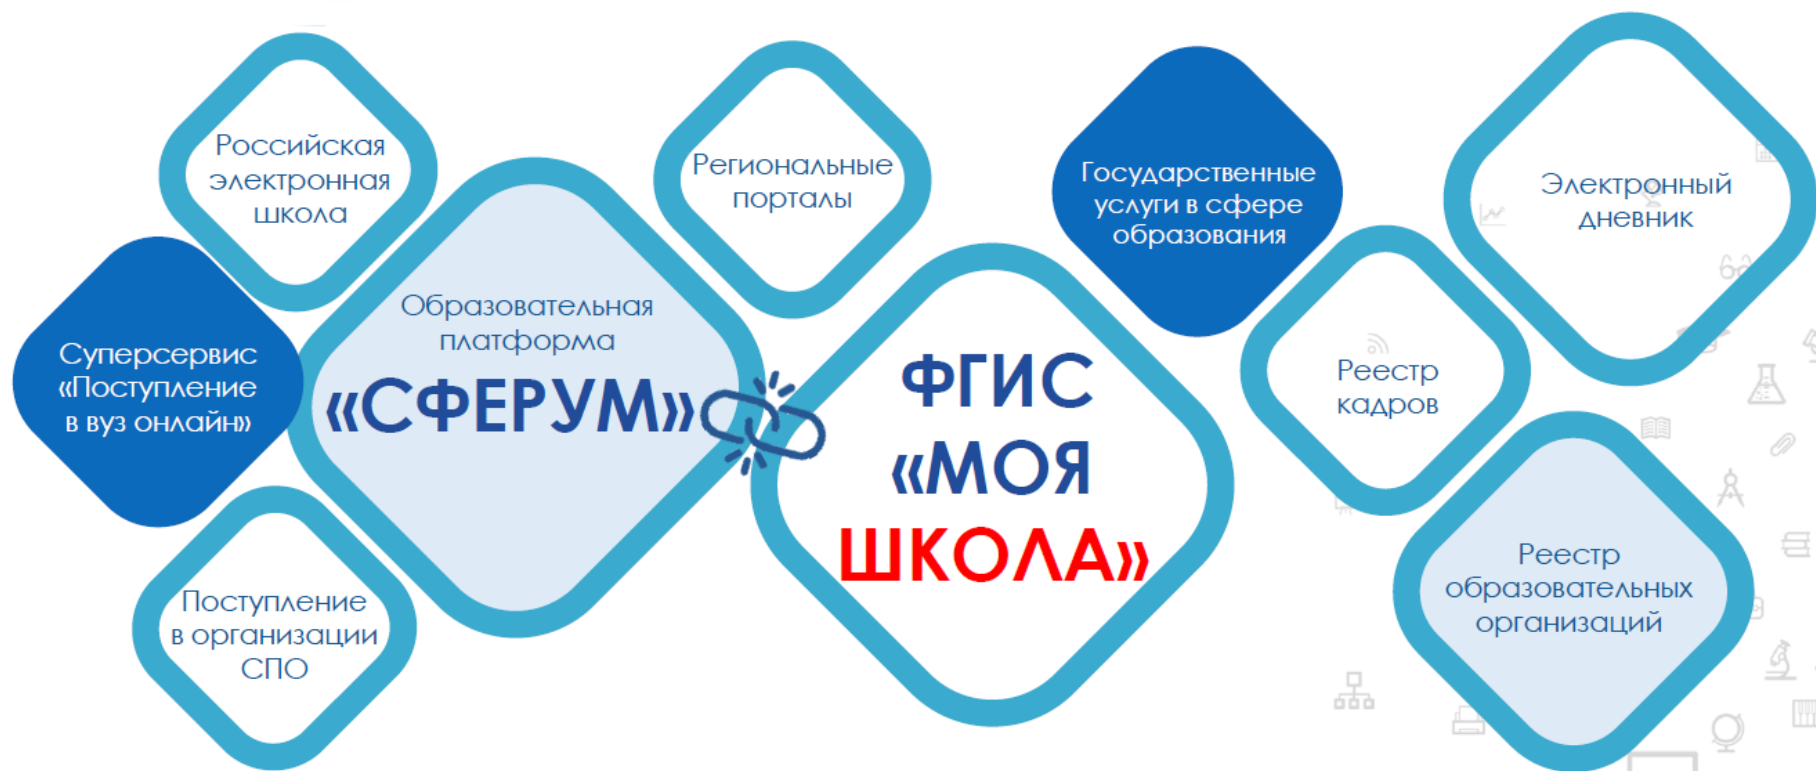 Российская
электронная
школа
Суперсервис
«Поступление
в вуз онлайн»
Образовательная
платформа
«СФЕРУМ»
Поступление
в организации
СПО
Региональные
порталы
ФГИС
«МОЯ
ШКОЛА»
Государственные
услуги в сфере
образования
Реестр
кадров
Электронный
дневник
Реестр
образовательных
организаций